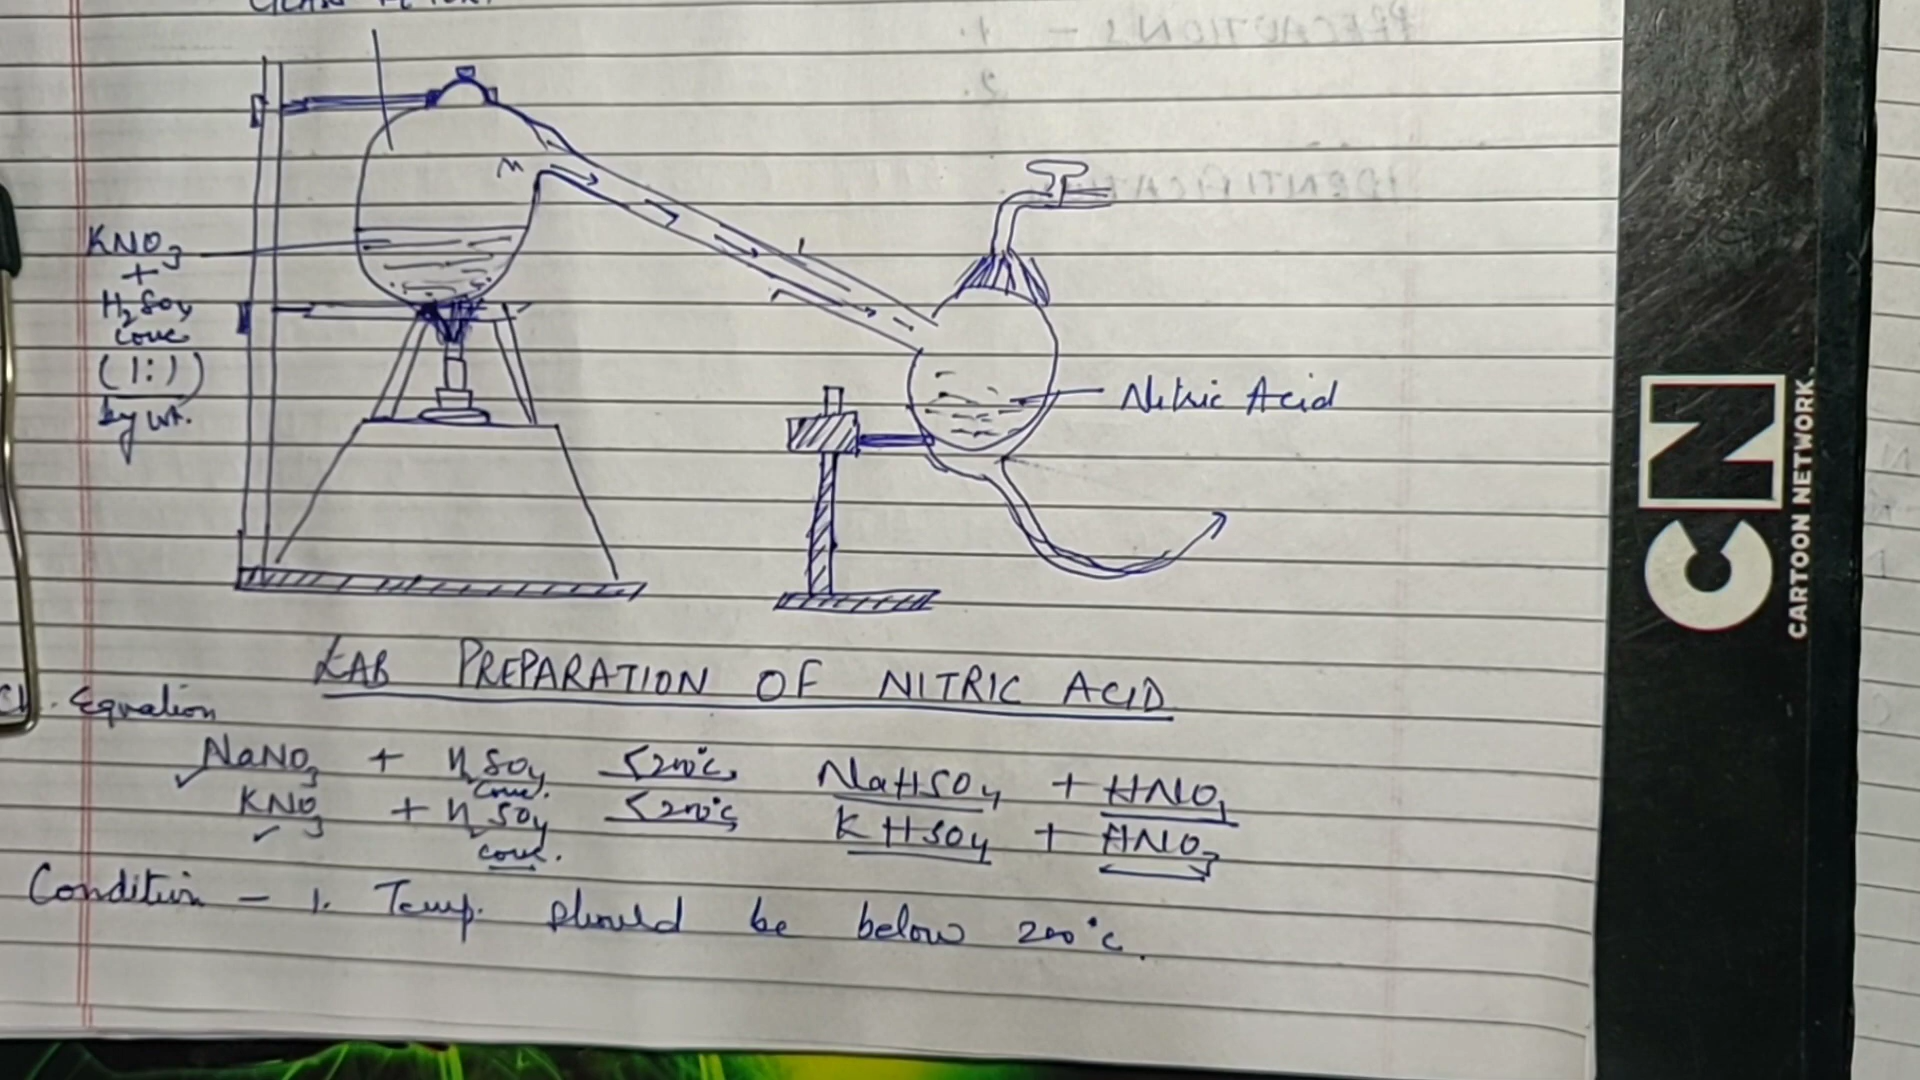 KNO3
+
H2SO4
conc
(1:1)
by wt.
Nitric Acid
LAB PREPARATION OF NITRIC ACID
Ch. Equation
NaNO3 + H2SO4 <200°C NaHSO4 + HNO3
conc.
KNO3 + H2SO4 <200°C KHSO4 + HNO3
conc.
Condition - 1. Temp. should be below 200°C.
CN
CARTOON NETWORK